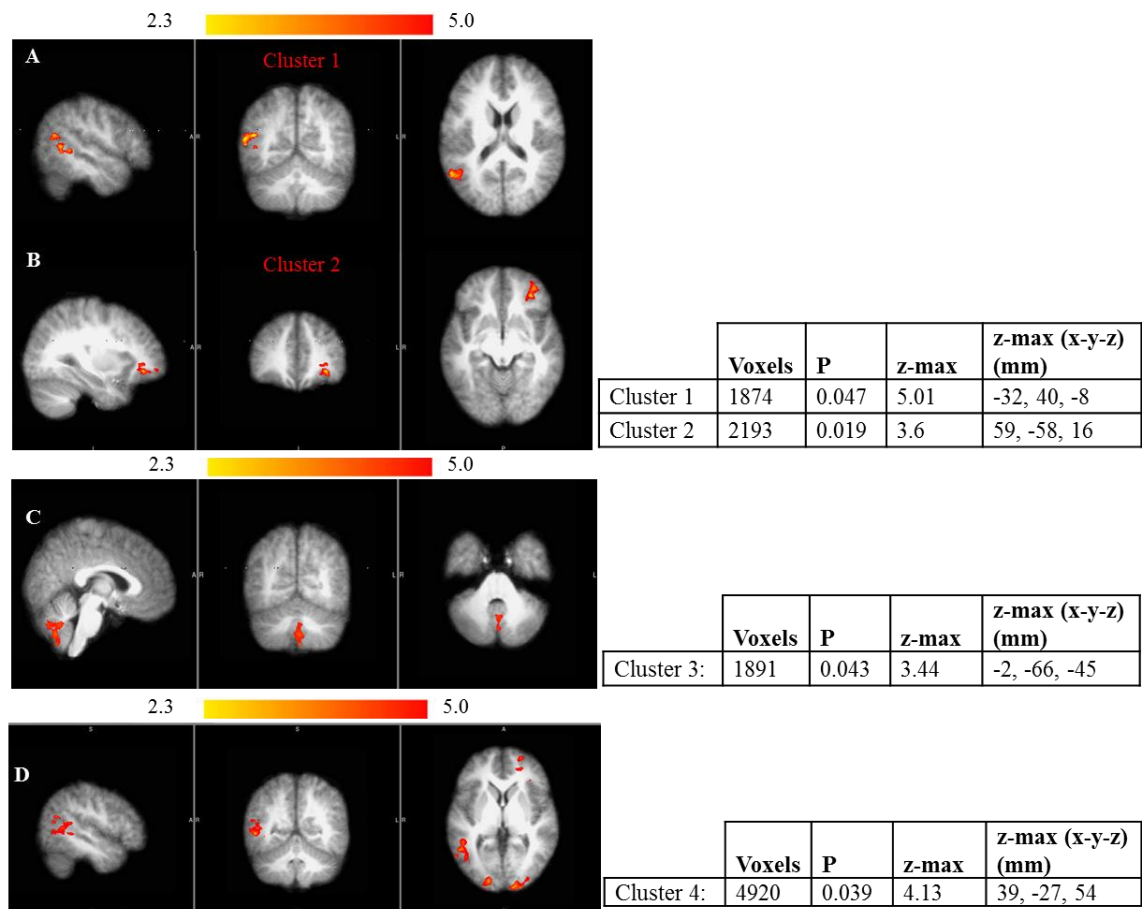 2.3 5.0
A
Cluster 1
A R L R L
B
Cluster 2
A R L R L
I I P
Voxels P z-max z-max (x-y-z) (mm)
Cluster 1 1874 0.047 5.01 -32, 40, -8
Cluster 2 2193 0.019 3.6 59, -58, 16
2.3 5.0
C
A R L R L
Voxels P z-max z-max (x-y-z) (mm)
Cluster 3: 1891 0.043 3.44 -2, -66, -45
2.3 5.0
S S A
D
A R L R L
Voxels P z-max z-max (x-y-z) (mm)
Cluster 4: 4920 0.039 4.13 39, -27, 54